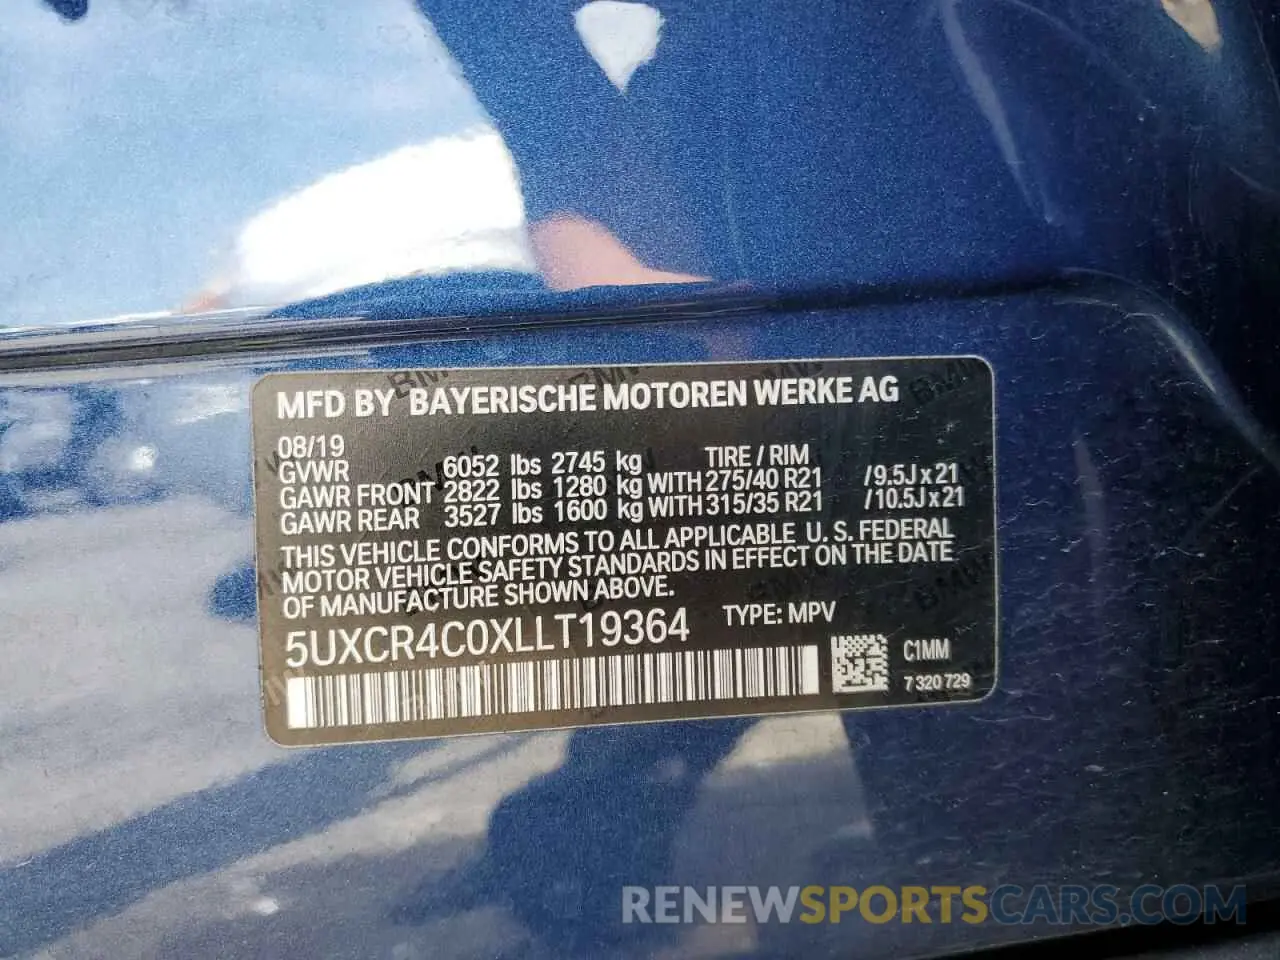 MFD BY BAYERISCHE MOTOREN WERKE AG
08/19
GVWR 6052 lbs 2745 kg TIRE / RIM
GAWR FRONT 2822 lbs 1280 kg WITH 275/40 R21 /9.5J x 21
GAWR REAR 3527 lbs 1600 kg WITH 315/35 R21 /10.5J x 21
THIS VEHICLE CONFORMS TO ALL APPLICABLE U. S. FEDERAL
MOTOR VEHICLE SAFETY STANDARDS IN EFFECT ON THE DATE
OF MANUFACTURE SHOWN ABOVE.
5UXCR4C0XLLT19364 TYPE: MPV
C1MM
7 320 729
RENEWSPORTSCARS.COM